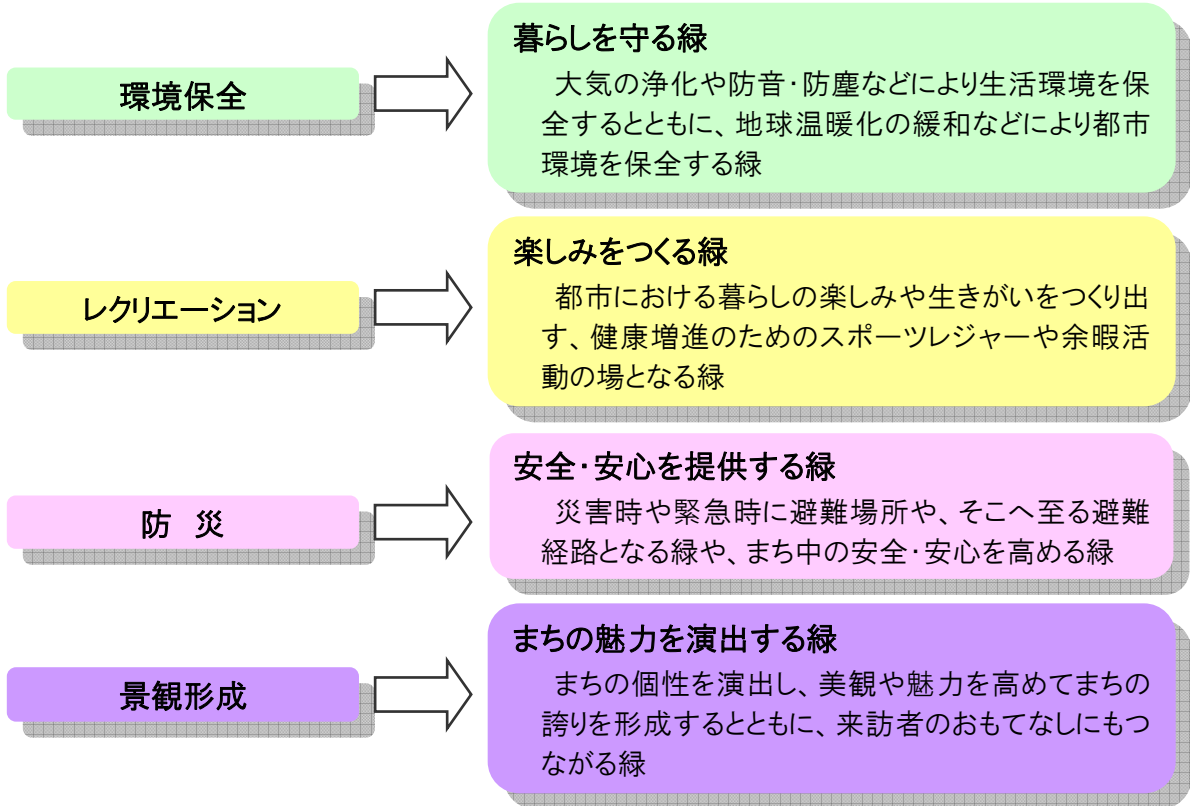 環境保全
暮らしを守る緑
大気の浄化や防音・防塵などにより生活環境を保
全するとともに、地球温暖化の緩和などにより都市
環境を保全する緑
レクリエーション
楽しみをつくる緑
都市における暮らしの楽しみや生きがいをつくり出
す、健康増進のためのスポーツレジャーや余暇活
動の場となる緑
防　災
安全・安心を提供する緑
災害時や緊急時に避難場所や、そこへ至る避難
経路となる緑や、まち中の安全・安心を高める緑
景観形成
まちの魅力を演出する緑
まちの個性を演出し、美観や魅力を高めてまちの
誇りを形成するとともに、来訪者のおもてなしにもつ
ながる緑